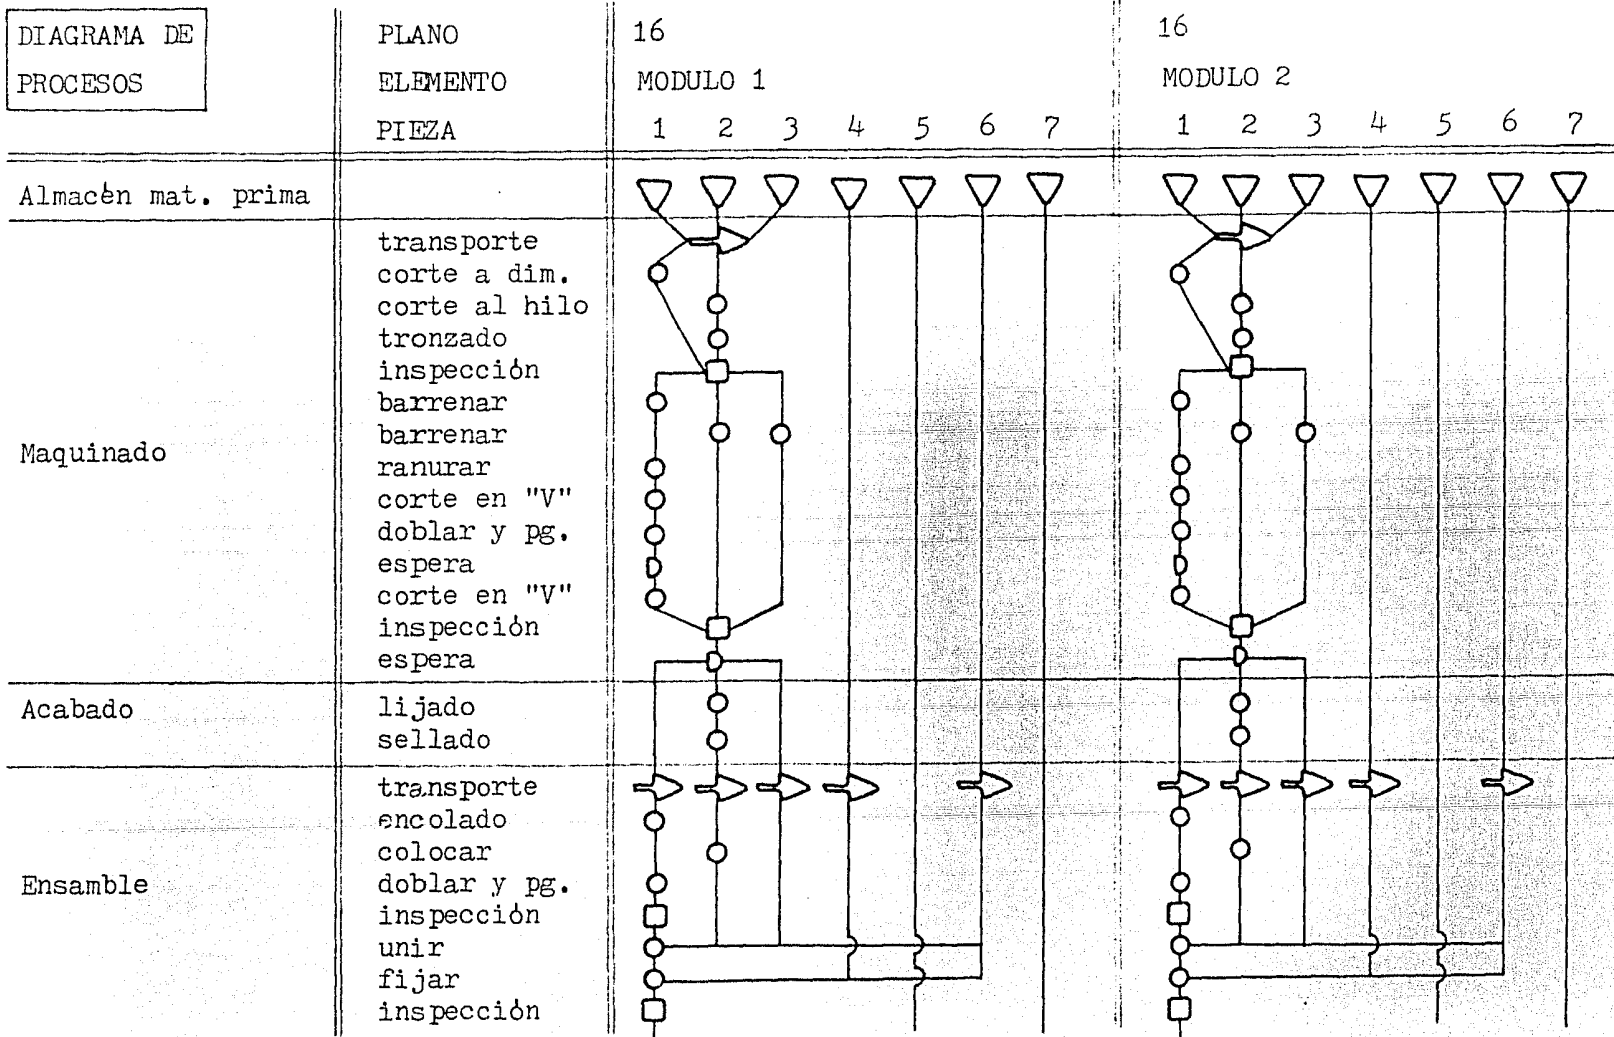 DIAGRAMA DE
PROCESOS
PLANO
ELEMENTO
PIEZA
16
MODULO 1
1 2 3 4 5 6 7
16
MODULO 2
1 2 3 4 5 6 7
Almacén mat. prima
transporte
corte a dim.
corte al hilo
tronzado
inspección
barrenar
barrenar
Maquinado
ranurar
corte en "V"
doblar y pg.
espera
corte en "V"
inspección
espera
Acabado
lijado
sellado
transporte
encolado
colocar
Ensamble
doblar y pg.
inspección
unir
fijar
inspección